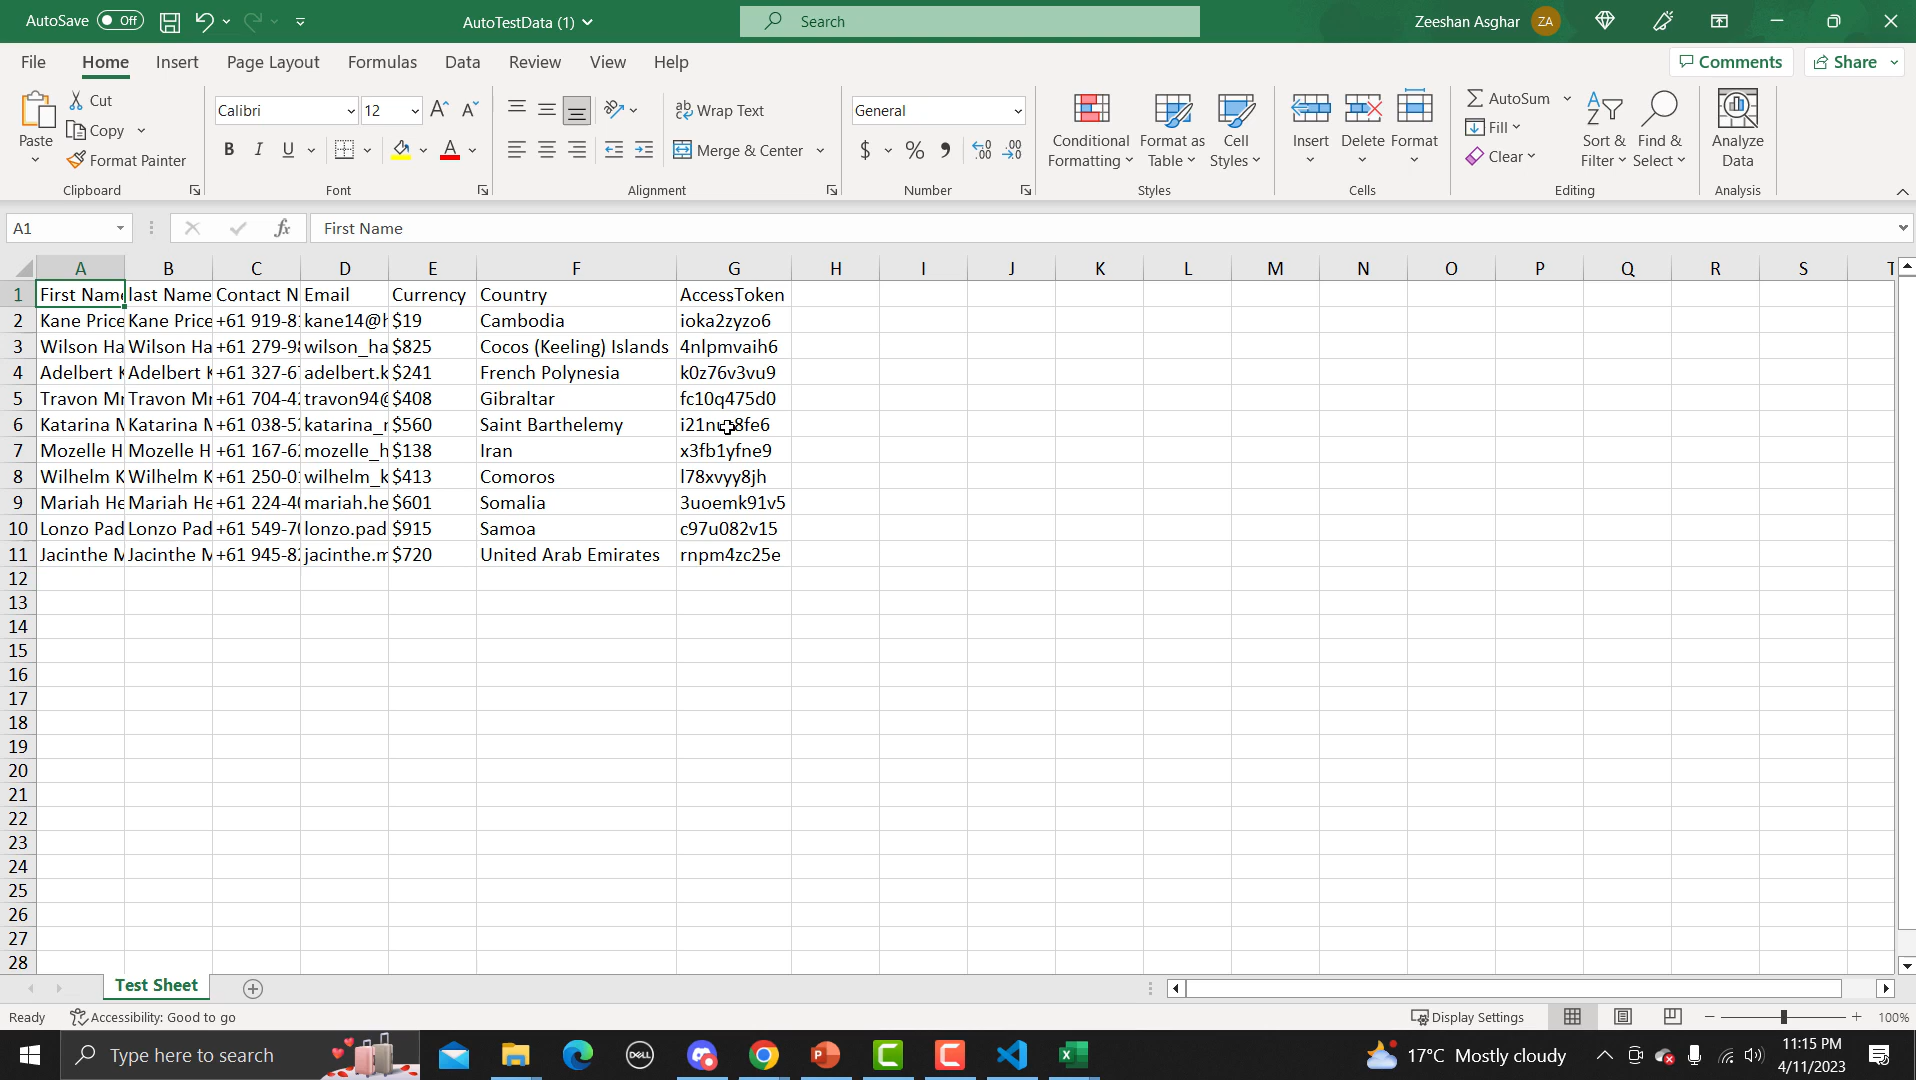 AutoSave Off AutoTestData (1) Search Zeeshan Asghar ZA
File Home Insert Page Layout Formulas Data Review View Help Comments Share
Paste Cut Copy Format Painter Clipboard
Calibri 12 B I U A Font
Wrap Text Merge & Center Alignment
General $ % Number
Conditional Formatting Format as Table Cell Styles Styles
Insert Delete Format Cells
AutoSum Fill Clear Sort & Filter Find & Select Editing
Analyze Data Analysis
A1 fx First Name
A B C D E F G H I J K L M N O P Q R S T
1 First Name last Name Contact N Email Currency Country AccessToken
2 Kane Price Kane Price +61 919-8 kane14@ $19 Cambodia ioka2zyzo6
3 Wilson Ha Wilson Ha +61 279-9 wilson_ha $825 Cocos (Keeling) Islands 4nlpmvaih6
4 Adelbert Adelbert +61 327-6 adelbert.k $241 French Polynesia k0z76v3vu9
5 Travon Mr Travon Mr +61 704-4 travon94 $408 Gibraltar fc10q475d0
6 Katarina Katarina +61 038-5 katarina_ $560 Saint Barthelemy
7 Mozelle H Mozelle H +61 167-6 mozelle_h $138 Iran x3fb1yfne9
8 Wilhelm K Wilhelm K +61 250-0 wilhelm_k $413 Comoros l78xvyy8jh
9 Mariah He Mariah He +61 224-4 mariah.he $601 Somalia 3uoemk91v5
10 Lonzo Pad Lonzo Pad +61 549-7 lonzo.pad $915 Samoa c97u082v15
11 Jacinthe Jacinthe +61 945-8 jacinthe.m $720 United Arab Emirates rnpm4zc25e
12
13
14
15
16
17
18
19
20
21
22
23
24
25
26
27
28
Test Sheet
Ready Accessibility: Good to go Display Settings 100%
Type here to search DELL 17°C Mostly cloudy 11:15 PM
4/11/2023